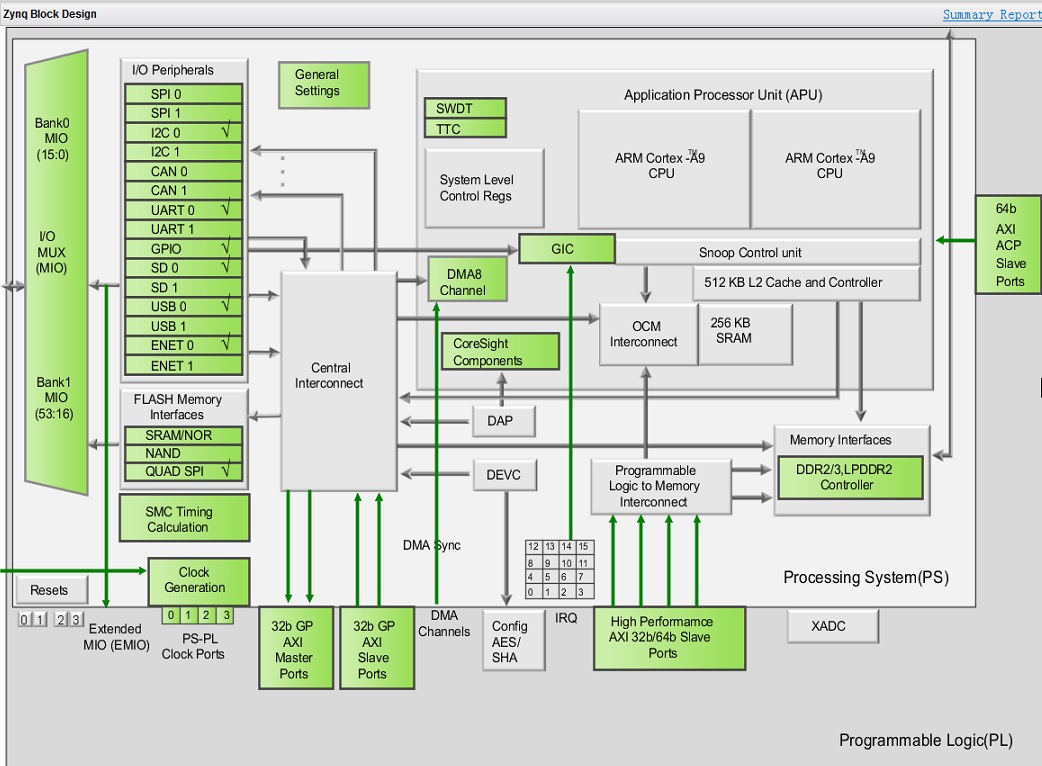 Zynq Block Design
Summary Report
I/O Peripherals
SPI 0
SPI 1
I2C 0 √
I2C 1
CAN 0
CAN 1
UART 0 √
UART 1
GPIO √
SD 0 √
SD 1
USB 0 √
USB 1
ENET 0 √
ENET 1
Bank0
MIO
(15:0)
I/O
MUX
(MIO)
Bank1
MIO
(53:16)
FLASH Memory
Interfaces
SRAM/NOR
NAND
QUAD SPI √
SMC Timing
Calculation
Clock
Generation
Resets
0 1 2 3
Extended
MIO (EMIO)
0 1 2 3
PS-PL
Clock Ports
General
Settings
Central
Interconnect
32b GP
AXI
Master
Ports
32b GP
AXI
Slave
Ports
Application Processor Unit (APU)
SWDT
TTC
System Level
Control Regs
ARM Cortex™-A9
CPU
ARM Cortex™-A9
CPU
GIC
Snoop Control unit
512 KB L2 Cache and Controller
DMA8
Channel
OCM
Interconnect
256 KB
SRAM
CoreSight
Components
DAP
DEVC
Programmable
Logic to Memory
Interconnect
Memory Interfaces
DDR2/3,LPDDR2
Controller
64b
AXI
ACP
Slave
Ports
DMA Sync
DMA
Channels
12 13 14 15
8 9 10 11
4 5 6 7
0 1 2 3
IRQ
Config
AES/
SHA
High Performamce
AXI 32b/64b Slave
Ports
Processing System(PS)
XADC
Programmable Logic(PL)